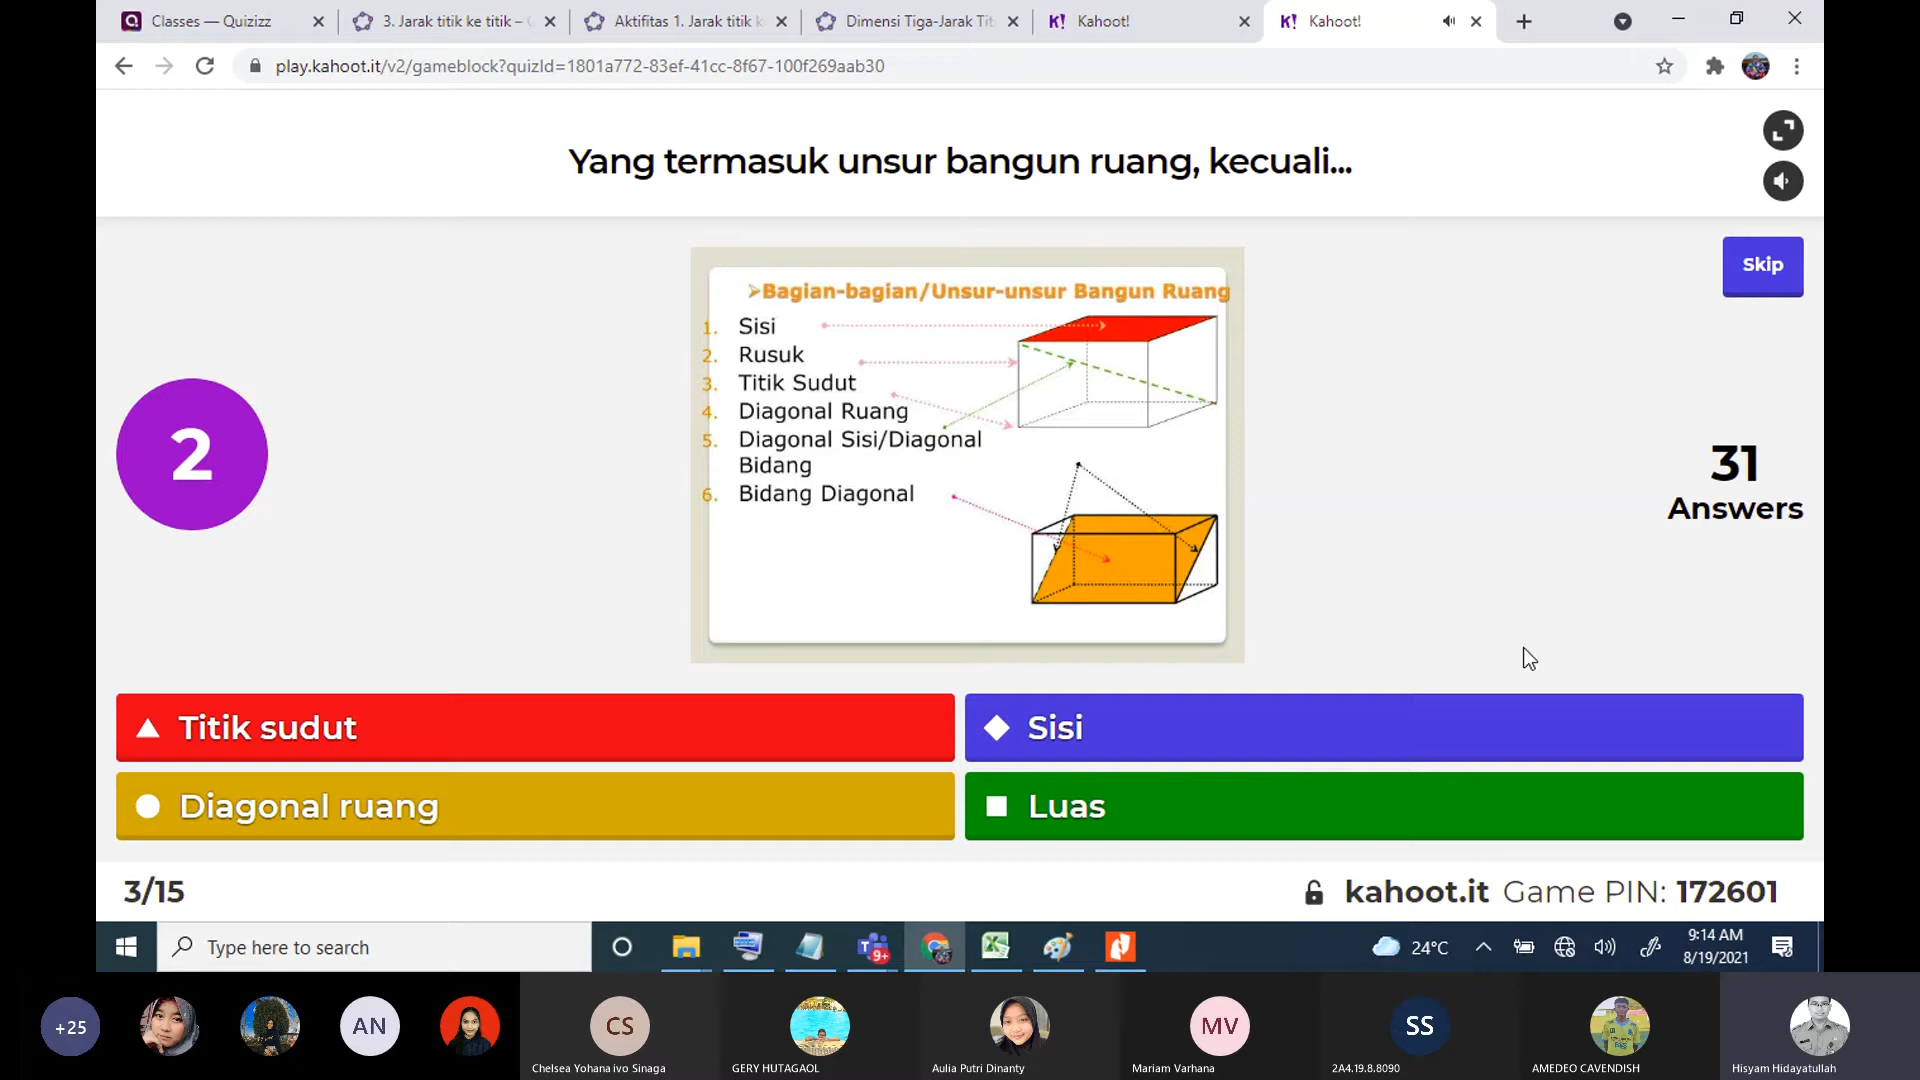 Classes — Quizizz
3. Jarak titik ke titik –
Aktifitas 1. Jarak titik k
Dimensi Tiga-Jarak Tit
K! Kahoot!
K! Kahoot!
play.kahoot.it/v2/gameblock?quizId=1801a772-83ef-41cc-8f67-100f269aab30
Yang termasuk unsur bangun ruang, kecuali...
Skip
➢Bagian-bagian/Unsur-unsur Bangun Ruang
1. Sisi
2. Rusuk
3. Titik Sudut
4. Diagonal Ruang
5. Diagonal Sisi/Diagonal
Bidang
6. Bidang Diagonal
2
31
Answers
Titik sudut
Sisi
Diagonal ruang
Luas
3/15
kahoot.it Game PIN: 172601
Type here to search
9+
24°C
9:14 AM
8/19/2021
+25
AN
CS
MV
SS
Chelsea Yohana ivo Sinaga
GERY HUTAGAOL
Aulia Putri Dinanty
Mariam Varhana
2A4.19.8.8090
AMEDEO CAVENDISH
Hisyam Hidayatullah